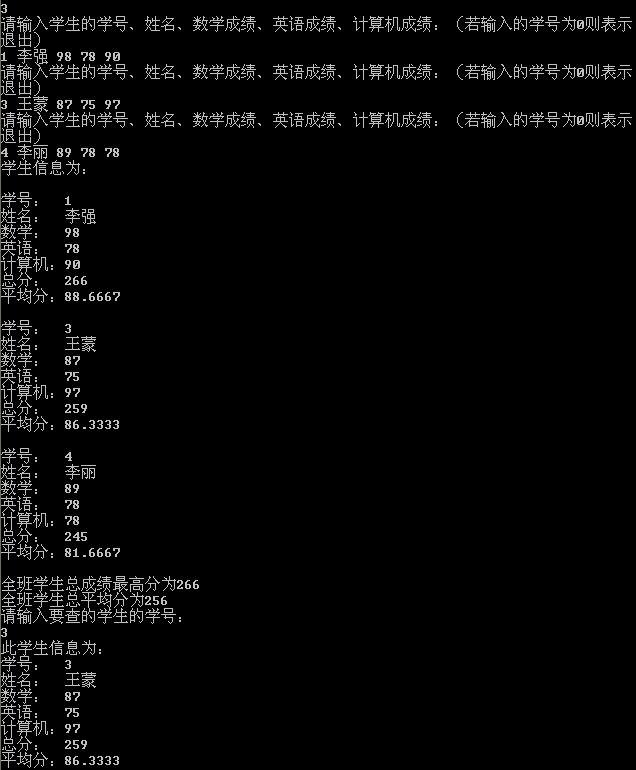 3
请输入学生的学号、姓名、数学成绩、英语成绩、计算机成绩：（若输入的学号为0则表示
退出）
1 李强 98 78 90
请输入学生的学号、姓名、数学成绩、英语成绩、计算机成绩：（若输入的学号为0则表示
退出）
3 王蒙 87 75 97
请输入学生的学号、姓名、数学成绩、英语成绩、计算机成绩：（若输入的学号为0则表示
退出）
4 李丽 89 78 78
学生信息为：
学号： 1
姓名： 李强
数学： 98
英语： 78
计算机：90
总分： 266
平均分：88.6667
学号： 3
姓名： 王蒙
数学： 87
英语： 75
计算机：97
总分： 259
平均分：86.3333
学号： 4
姓名： 李丽
数学： 89
英语： 78
计算机：78
总分： 245
平均分：81.6667
全班学生总成绩最高分为266
全班学生总平均分为256
请输入要查的学生的学号：
3
此学生信息为：
学号： 3
姓名： 王蒙
数学： 87
英语： 75
计算机：97
总分： 259
平均分：86.3333